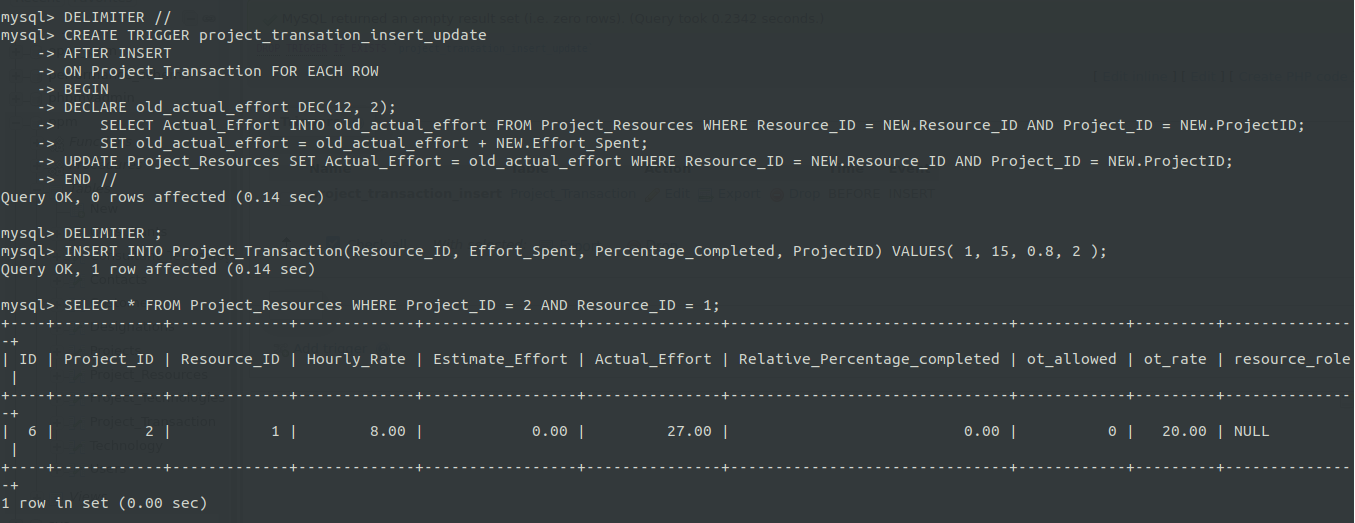 mysql> DELIMITER //
mysql> CREATE TRIGGER project_transation_insert_update
    -> AFTER INSERT
    -> ON Project_Transaction FOR EACH ROW
    -> BEGIN
    -> DECLARE old_actual_effort DEC(12, 2);
    ->     SELECT Actual_Effort INTO old_actual_effort FROM Project_Resources WHERE Resource_ID = NEW.Resource_ID AND Project_ID = NEW.ProjectID;
    ->     SET old_actual_effort = old_actual_effort + NEW.Effort_Spent;
    -> UPDATE Project_Resources SET Actual_Effort = old_actual_effort WHERE Resource_ID = NEW.Resource_ID AND Project_ID = NEW.ProjectID;
    -> END //
Query OK, 0 rows affected (0.14 sec)

mysql> DELIMITER ;
mysql> INSERT INTO Project_Transaction(Resource_ID, Effort_Spent, Percentage_Completed, ProjectID) VALUES( 1, 15, 0.8, 2 );
Query OK, 1 row affected (0.14 sec)

mysql> SELECT * FROM Project_Resources WHERE Project_ID = 2 AND Resource_ID = 1;
+----+------------+-------------+-------------+-----------------+---------------+-------------------------------+------------+---------+--------------
-+
| ID | Project_ID | Resource_ID | Hourly_Rate | Estimate_Effort | Actual_Effort | Relative_Percentage_completed | ot_allowed | ot_rate | resource_role
 |
+----+------------+-------------+-------------+-----------------+---------------+-------------------------------+------------+---------+--------------
-+
|  6 |          2 |           1 |        8.00 |            0.00 |         27.00 |                          0.00 |          0 |   20.00 | NULL
 |
+----+------------+-------------+-------------+-----------------+---------------+-------------------------------+------------+---------+--------------
-+
1 row in set (0.00 sec)